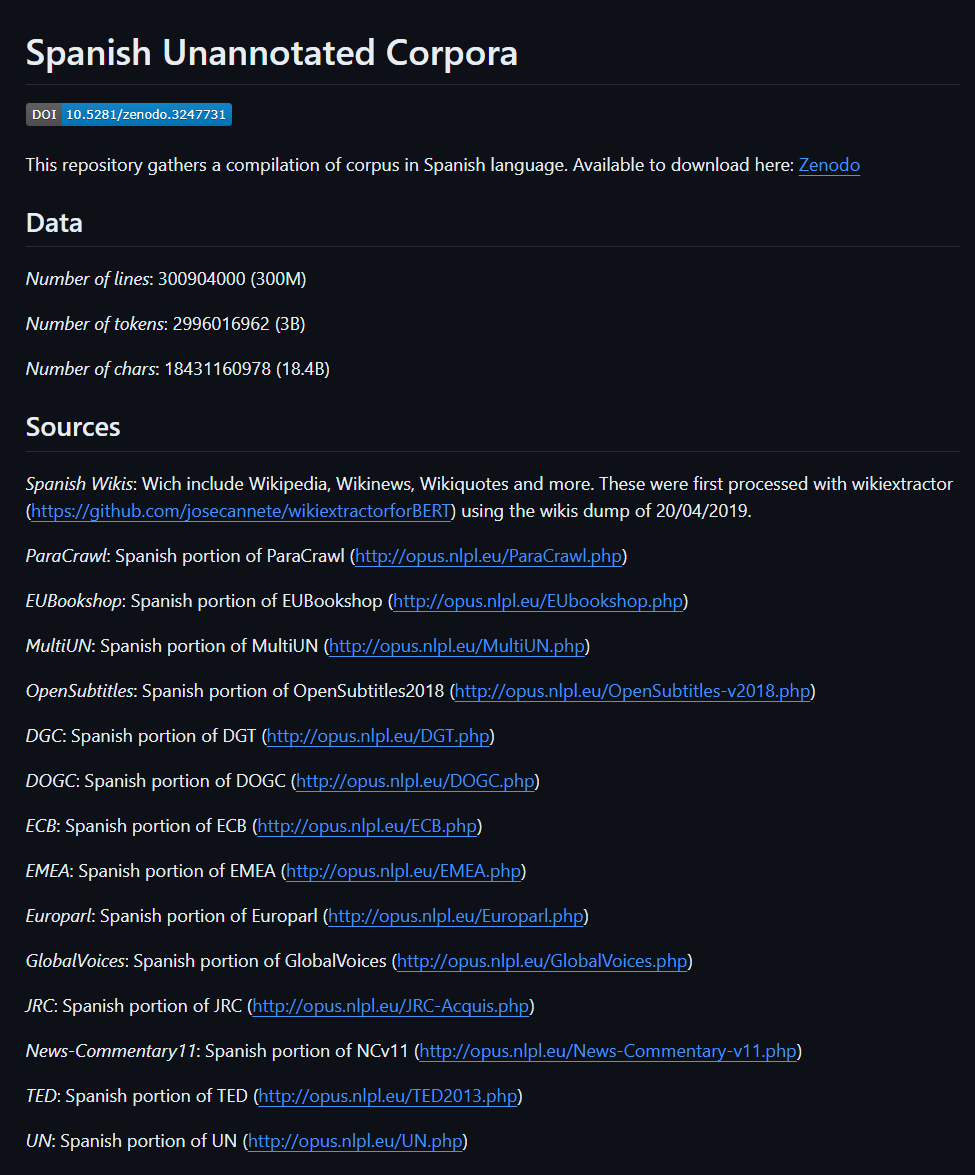 Spanish Unannotated Corpora
DOI 10.5281/zenodo.3247731
This repository gathers a compilation of corpus in Spanish language. Available to download here: Zenodo
Data
Number of lines: 300904000 (300M)
Number of tokens: 2996016962 (3B)
Number of chars: 18431160978 (18.4B)
Sources
Spanish Wikis: Wich include Wikipedia, Wikinews, Wikiquotes and more. These were first processed with wikiextractor
(https://github.com/josecannete/wikiextractorforBERT) using the wikis dump of 20/04/2019.
ParaCrawl: Spanish portion of ParaCrawl (http://opus.nlpl.eu/ParaCrawl.php)
EUBookshop: Spanish portion of EUBookshop (http://opus.nlpl.eu/EUbookshop.php)
MultiUN: Spanish portion of MultiUN (http://opus.nlpl.eu/MultiUN.php)
OpenSubtitles: Spanish portion of OpenSubtitles2018 (http://opus.nlpl.eu/OpenSubtitles-v2018.php)
DGC: Spanish portion of DGT (http://opus.nlpl.eu/DGT.php)
DOGC: Spanish portion of DOGC (http://opus.nlpl.eu/DOGC.php)
ECB: Spanish portion of ECB (http://opus.nlpl.eu/ECB.php)
EMEA: Spanish portion of EMEA (http://opus.nlpl.eu/EMEA.php)
Europarl: Spanish portion of Europarl (http://opus.nlpl.eu/Europarl.php)
GlobalVoices: Spanish portion of GlobalVoices (http://opus.nlpl.eu/GlobalVoices.php)
JRC: Spanish portion of JRC (http://opus.nlpl.eu/JRC-Acquis.php)
News-Commentary11: Spanish portion of NCv11 (http://opus.nlpl.eu/News-Commentary-v11.php)
TED: Spanish portion of TED (http://opus.nlpl.eu/TED2013.php)
UN: Spanish portion of UN (http://opus.nlpl.eu/UN.php)